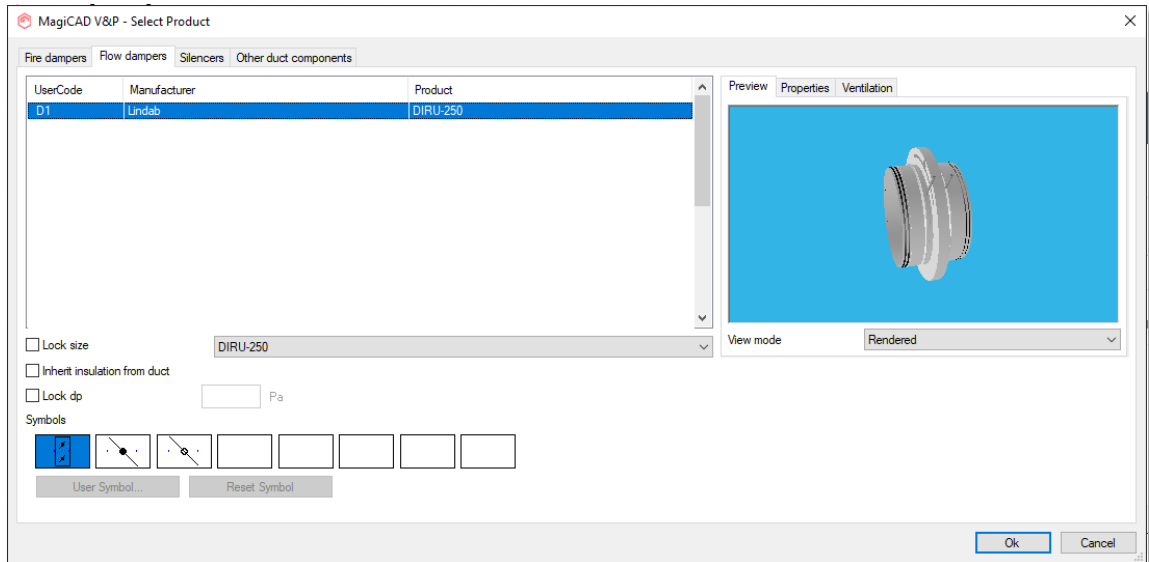 MagiCAD V&P - Select Product
Fire dampers Flow dampers Silencers Other duct components
UserCode Manufacturer Product
D1 Lindab DIRU-250
Preview Properties Ventilation
View mode Rendered
Lock size DIRU-250
Inherit insulation from duct
Lock dp Pa
Symbols
User Symbol... Reset Symbol
Ok Cancel